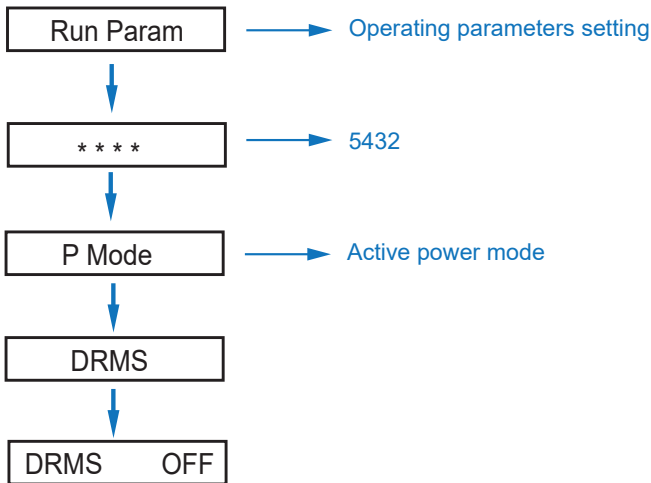 Run Param
Operating parameters setting
* * * *
5432
P Mode
Active power mode
DRMS
DRMS OFF